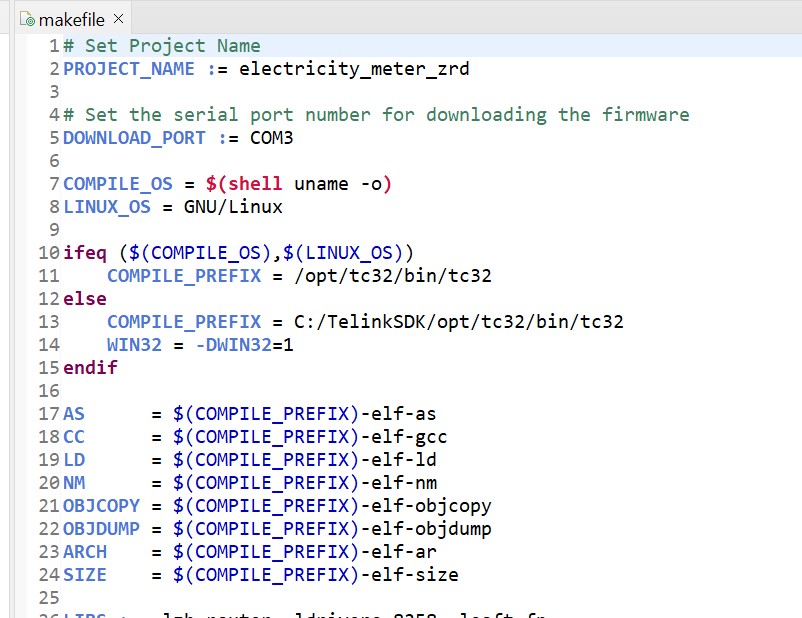 makefile
1 # Set Project Name
2 PROJECT_NAME := electricity_meter_zrd
3
4 # Set the serial port number for downloading the firmware
5 DOWNLOAD_PORT := COM3
6
7 COMPILE_OS = $(shell uname -o)
8 LINUX_OS = GNU/Linux
9
10 ifeq ($(COMPILE_OS),$(LINUX_OS))
11     COMPILE_PREFIX = /opt/tc32/bin/tc32
12 else
13     COMPILE_PREFIX = C:/TelinkSDK/opt/tc32/bin/tc32
14     WIN32 = -DWIN32=1
15 endif
16
17 AS      = $(COMPILE_PREFIX)-elf-as
18 CC      = $(COMPILE_PREFIX)-elf-gcc
19 LD      = $(COMPILE_PREFIX)-elf-ld
20 NM      = $(COMPILE_PREFIX)-elf-nm
21 OBJCOPY = $(COMPILE_PREFIX)-elf-objcopy
22 OBJDUMP = $(COMPILE_PREFIX)-elf-objdump
23 ARCH    = $(COMPILE_PREFIX)-elf-ar
24 SIZE    = $(COMPILE_PREFIX)-elf-size
25